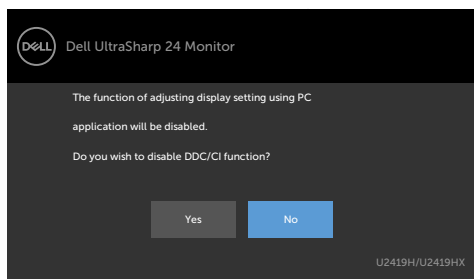 DELL
Dell UltraSharp 24 Monitor
The function of adjusting display setting using PC
application will be disabled.
Do you wish to disable DDC/CI function?
Yes No
U2419H/U2419HX